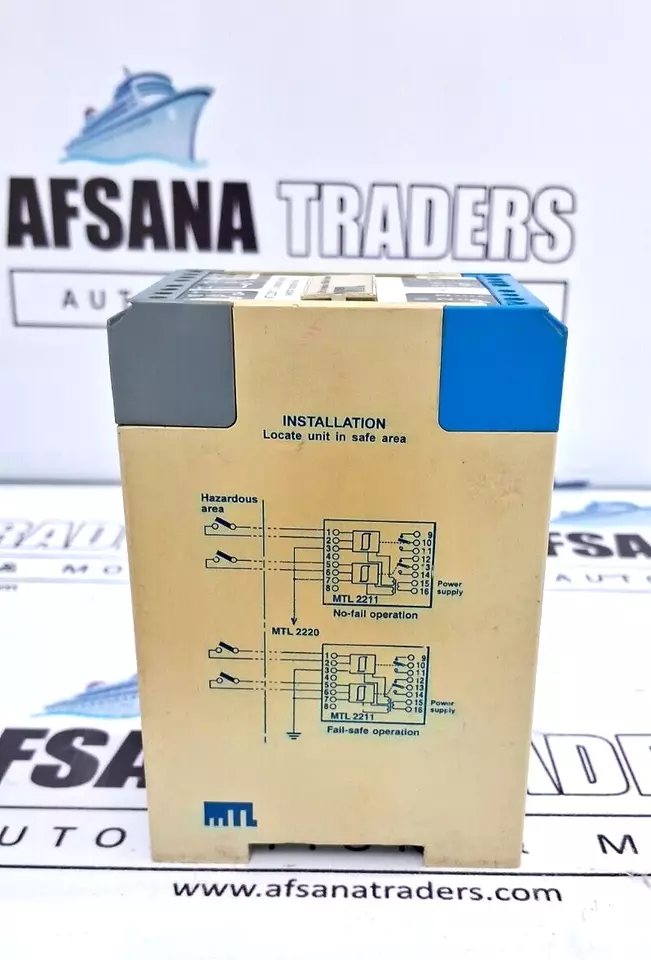 AFSANA TRADERS
INSTALLATION
Locate unit in safe area
Hazardous
area
1
2
3
4
5
6
7
8
9
10
11
12
13
14
15
16
Power
supply
MTL 2211
No-fail operation
MTL 2220
1
2
3
4
5
6
7
8
9
10
11
12
13
14
15
16
Power
supply
MTL 2211
Fail-safe operation
MTL
www.afsanatraders.com